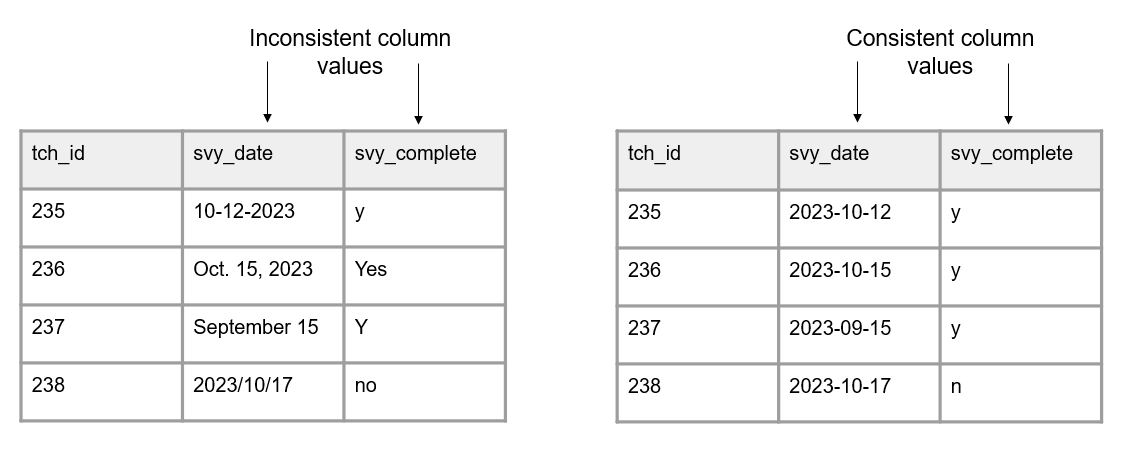 Inconsistent column
values
tch_id svy_date svy_complete
235 10-12-2023 y
236 Oct. 15, 2023 Yes
237 September 15 Y
238 2023/10/17 no
Consistent column
values
tch_id svy_date svy_complete
235 2023-10-12 y
236 2023-10-15 y
237 2023-09-15 y
238 2023-10-17 n